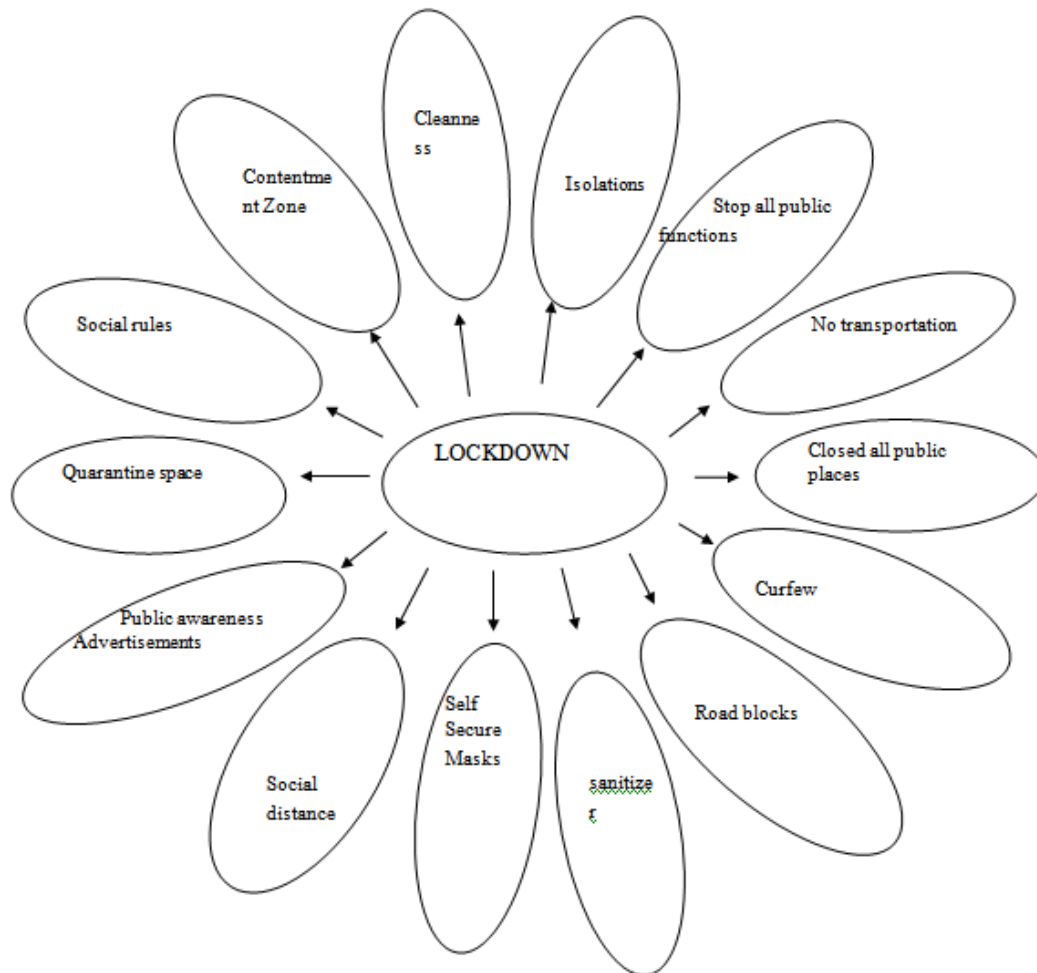 Cleanne
ss
Isolations
Stop all public
functions
No transportation
Closed all public
places
Curfew
Road blocks
sanitize
r
Self
Secure
Masks
Social
distance
Public awareness
Advertisements
Quarantine space
Social rules
Contentme
nt Zone
LOCKDOWN